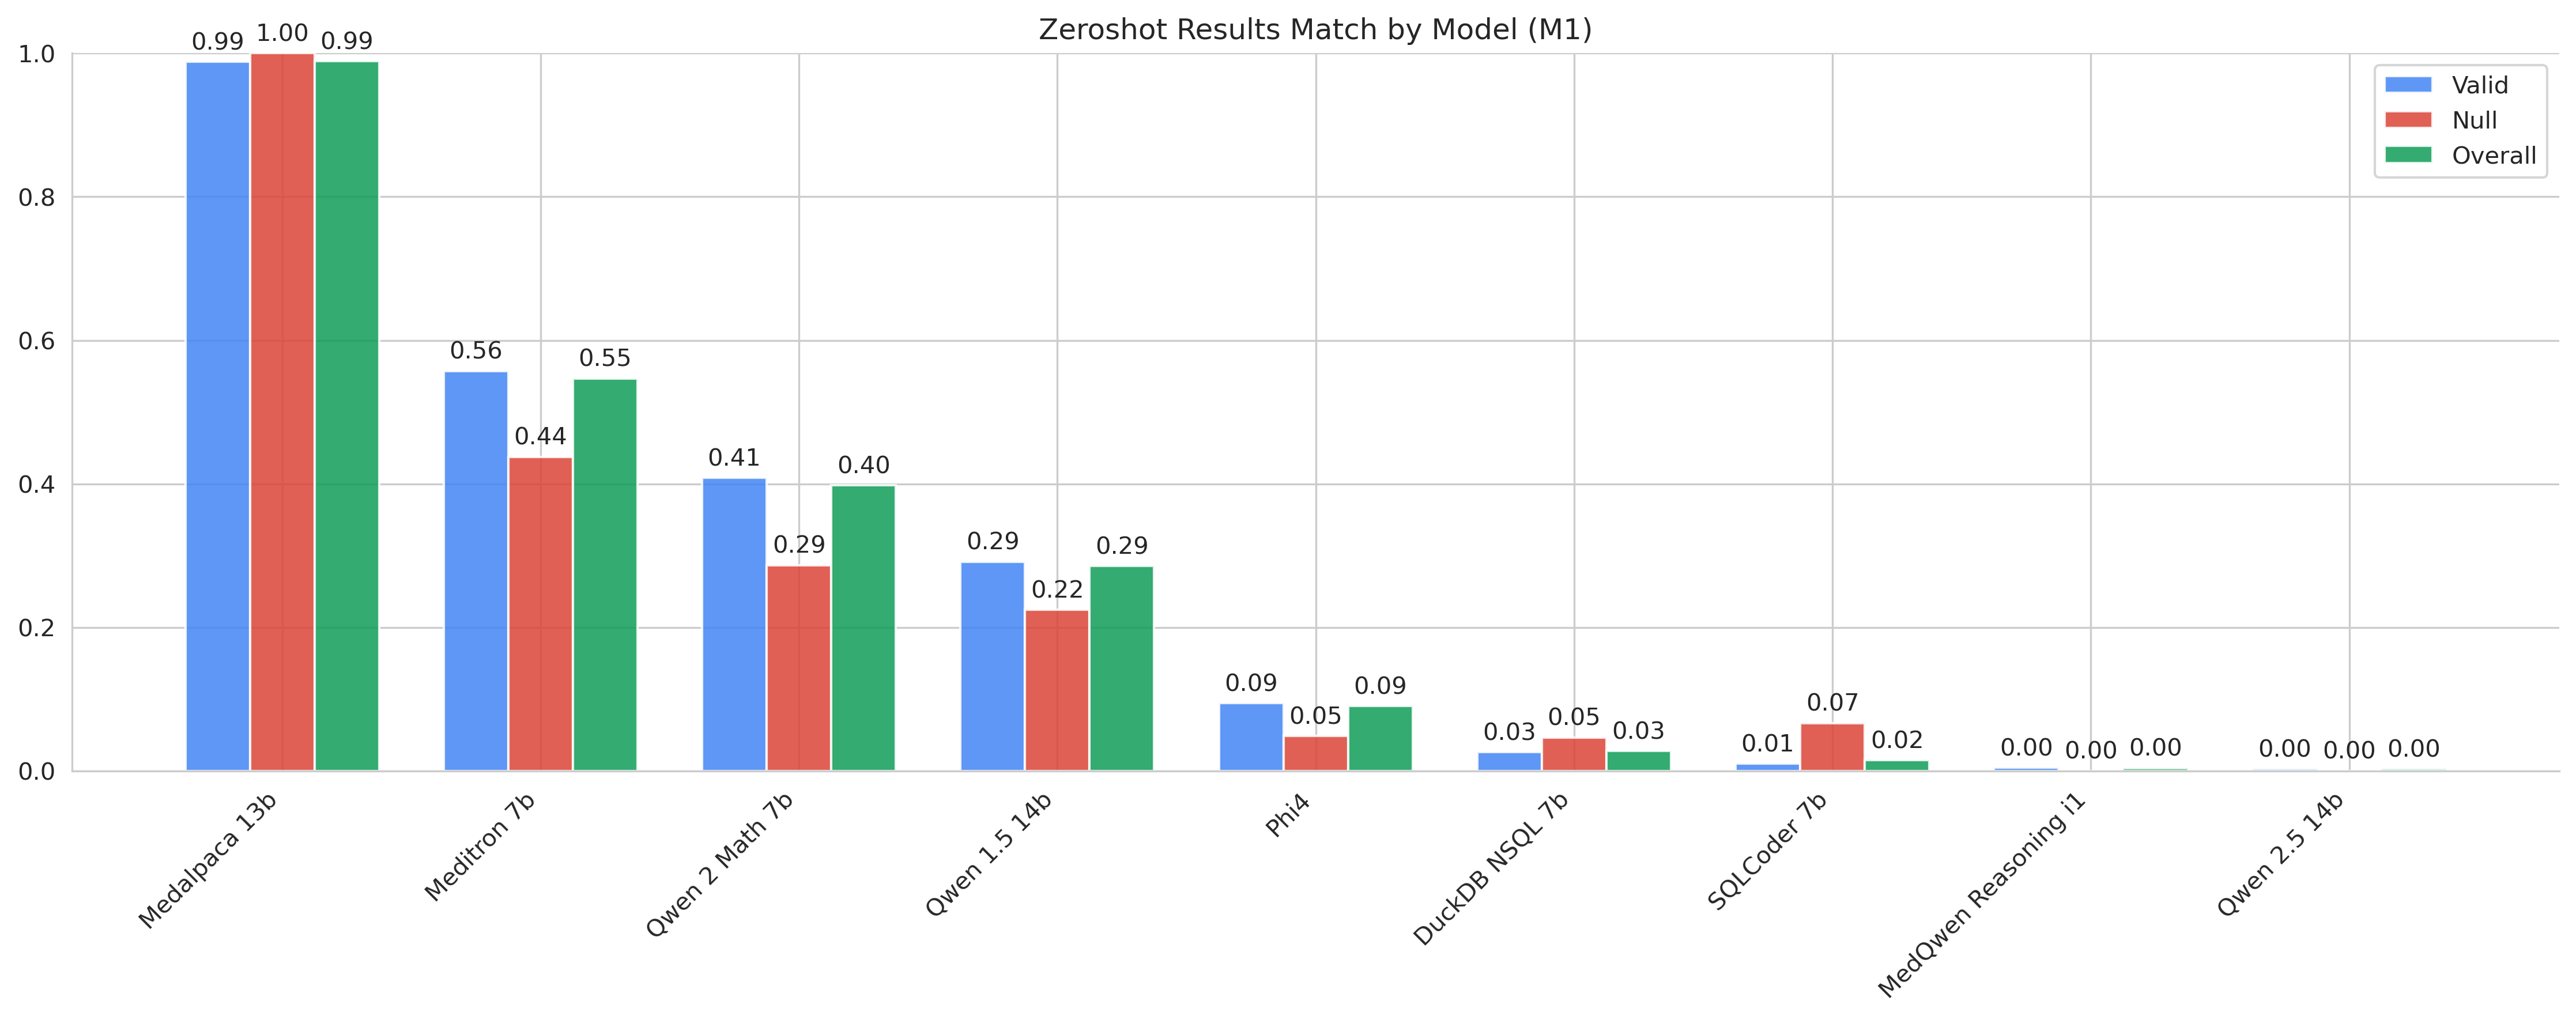 Zeroshot Results Match by Model (M1)
Valid
Null
Overall
1.0
0.8
0.6
0.4
0.2
0.0
0.99 1.00 0.99
0.56 0.44 0.55
0.41 0.29 0.40
0.29 0.22 0.29
0.09 0.05 0.09
0.03 0.05 0.03
0.01 0.07 0.02
0.00 0.00 0.00
0.00 0.00 0.00
Medalpaca 13b
Meditron 7b
Qwen 2 Math 7b
Qwen 1.5 14b
Phi4
DuckDB NSQL 7b
SQLCoder 7b
MedQwen Reasoning i1
Qwen 2.5 14b